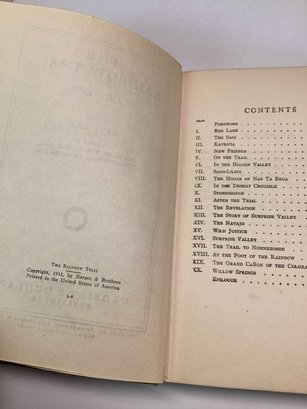 The Rainbow Trail
Copyright, 1915, by Harper & Brothers
Printed in the United States of America
CONTENTS
CHAP.
Foreword
I. Red Lake
II. The Sagi
III. Kayenta
IV. New Friends
V. On the Trail
VI. In the Hidden Valley
VII. Sago-Lilies
VIII. The Hogan of Nas Ta Bega
IX. In the Desert Crucible
X. Stonebridge
XI. After the Trial
XII. The Revelation
XIII. The Story of Surprise Valley
XIV. The Navajo
XV. Wild Justice
XVI. Surprise Valley
XVII. The Trail to Nonnezoshe
XVIII. At the Foot of the Rainbow
XIX. The Grand Cañon of the Colorad
XX. Willow Springs
Epilogue